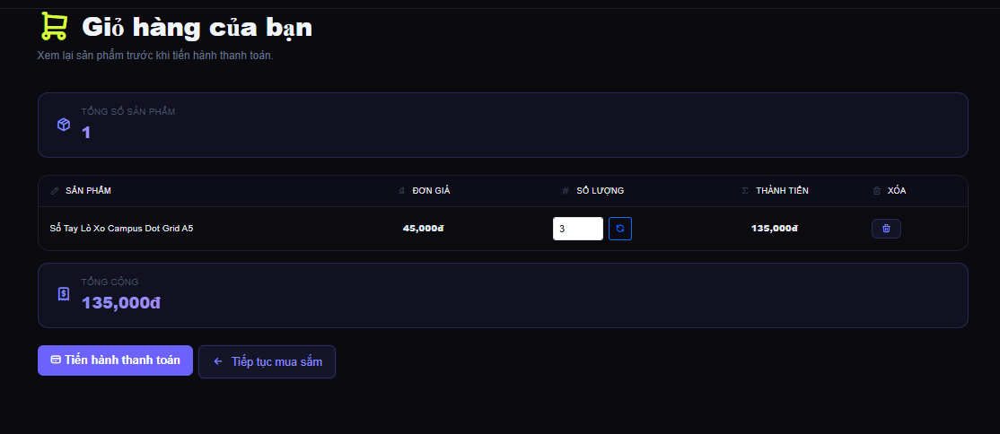 Giỏ hàng của bạn
Xem lại sản phẩm trước khi tiến hành thanh toán.
TỔNG SỐ SẢN PHẨM
1
SẢN PHẨM ĐƠN GIÁ # SỐ LƯỢNG Σ THÀNH TIỀN XÓA
Sổ Tay Lò Xo Campus Dot Grid A5 45,000đ 3 135,000đ
TỔNG CỘNG
135,000đ
Tiến hành thanh toán Tiếp tục mua sắm